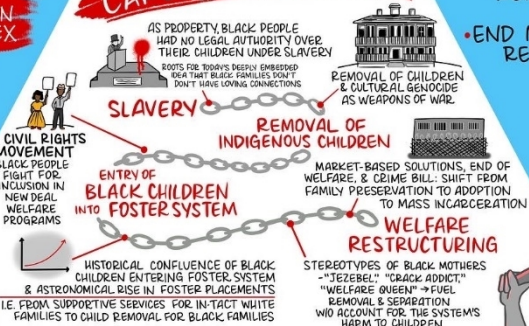 AS PROPERTY, BLACK PEOPLE
HAD NO LEGAL AUTHORITY OVER
THEIR CHILDREN UNDER SLAVERY
ROOTS FOR TODAY'S DEEPLY EMBEDDED
IDEA THAT BLACK FAMILIES DON'T
DON'T HAVE LOVING CONNECTIONS
SLAVERY
REMOVAL OF CHILDREN
& CULTURAL GENOCIDE
AS WEAPONS OF WAR
REMOVAL OF
INDIGENOUS CHILDREN
CIVIL RIGHTS
MOVEMENT
BLACK PEOPLE
FIGHT FOR
INCLUSION IN
NEW DEAL
WELFARE
PROGRAMS
ENTRY OF
BLACK CHILDREN
INTO FOSTER SYSTEM
MARKET-BASED SOLUTIONS, END OF
WELFARE, & CRIME BILL: SHIFT FROM
FAMILY PRESERVATION TO ADOPTION
TO MASS INCARCERATION
WELFARE
RESTRUCTURING
HISTORICAL CONFLUENCE OF BLACK
CHILDREN ENTERING FOSTER SYSTEM
& ASTRONOMICAL RISE IN FOSTER PLACEMENTS
I.E. FROM SUPPORTIVE SERVICES FOR IN-TACT WHITE
FAMILIES TO CHILD REMOVAL FOR BLACK FAMILIES
STEREOTYPES OF BLACK MOTHERS
-"JEZEBEL," "CRACK ADDICT,"
"WELFARE QUEEN" → FUEL
REMOVAL & SEPARATION
W/O ACCOUNT FOR THE SYSTEM'S
HARM TO CHILDREN
• END